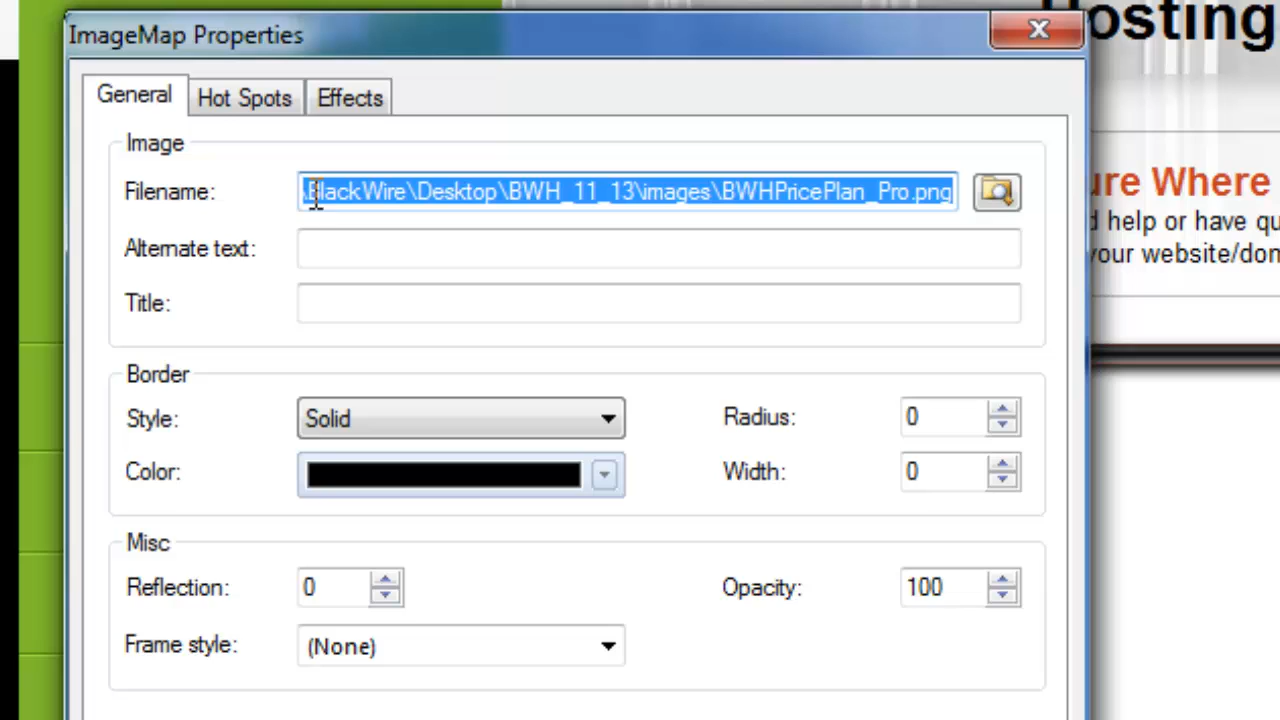 Hosting
ImageMap Properties
General Hot Spots Effects
Image
Filename: \BlackWire\Desktop\BWH_11_13\images\BWHPricePlan_Pro.png
ure Where
Alternate text:
d help or have qu
your website/dom
Title:
Border
Style: Solid Radius: 0
Color: Width: 0
Misc
Reflection: 0 Opacity: 100
Frame style: (None)